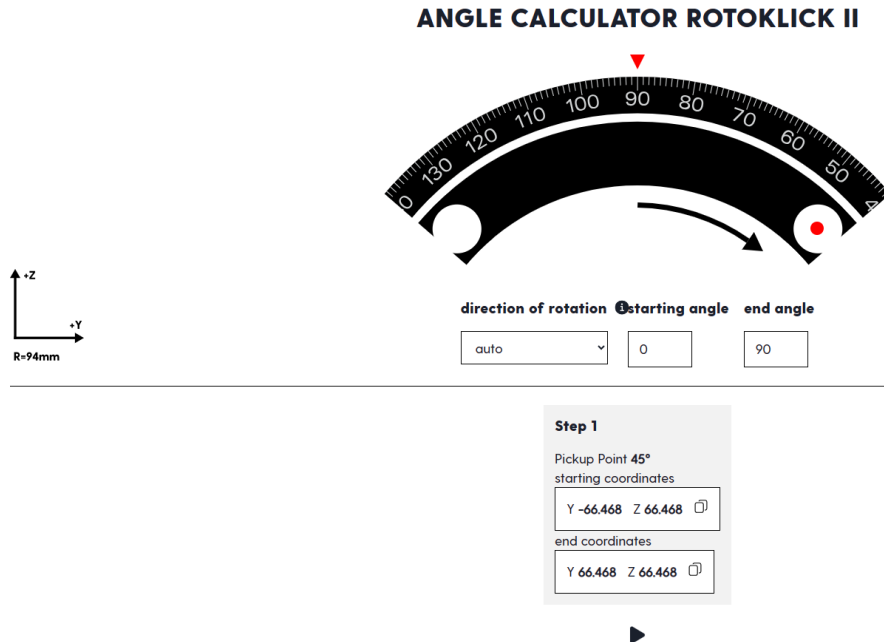 ANGLE CALCULATOR ROTOKLICK II
130 120 110 100 90 80 70 60 50
+Z
+Y
R=94mm
direction of rotation i starting angle end angle
auto 0 90
Step 1
Pickup Point 45°
starting coordinates
Y -66.468 Z 66.468
end coordinates
Y 66.468 Z 66.468